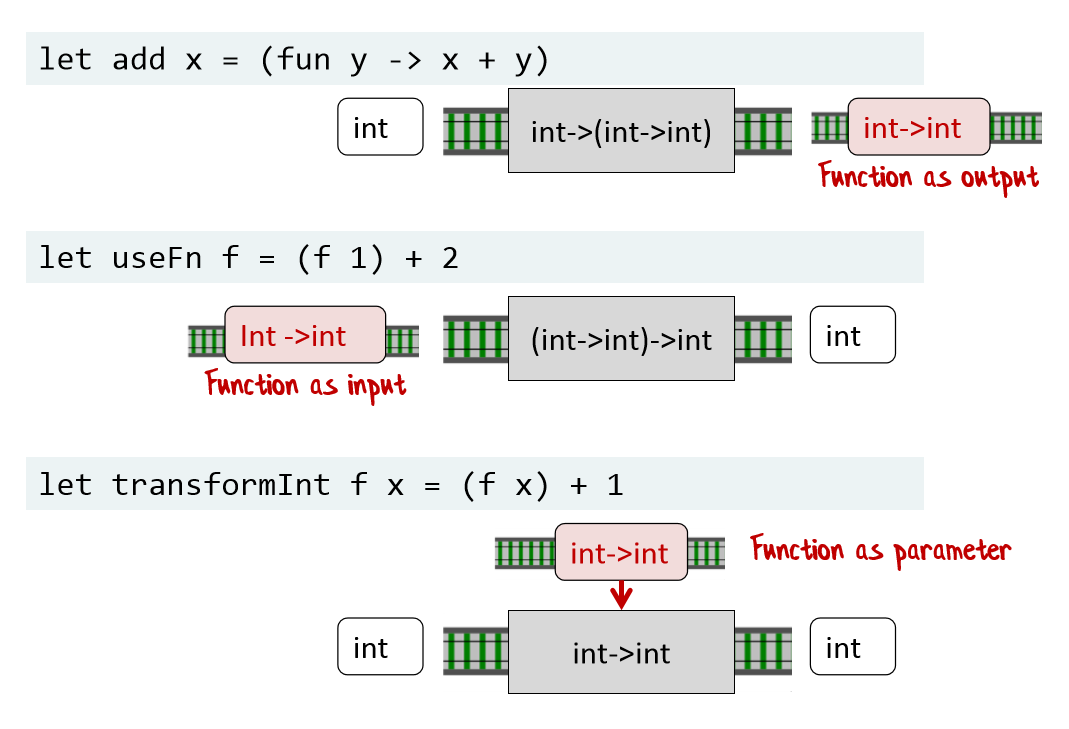 let add x = (fun y -> x + y)
int
int->(int->int)
int->int
Function as output
let useFn f = (f 1) + 2
Int ->int
(int->int)->int
int
Function as input
let transformInt f x = (f x) + 1
int->int
Function as parameter
int
int->int
int